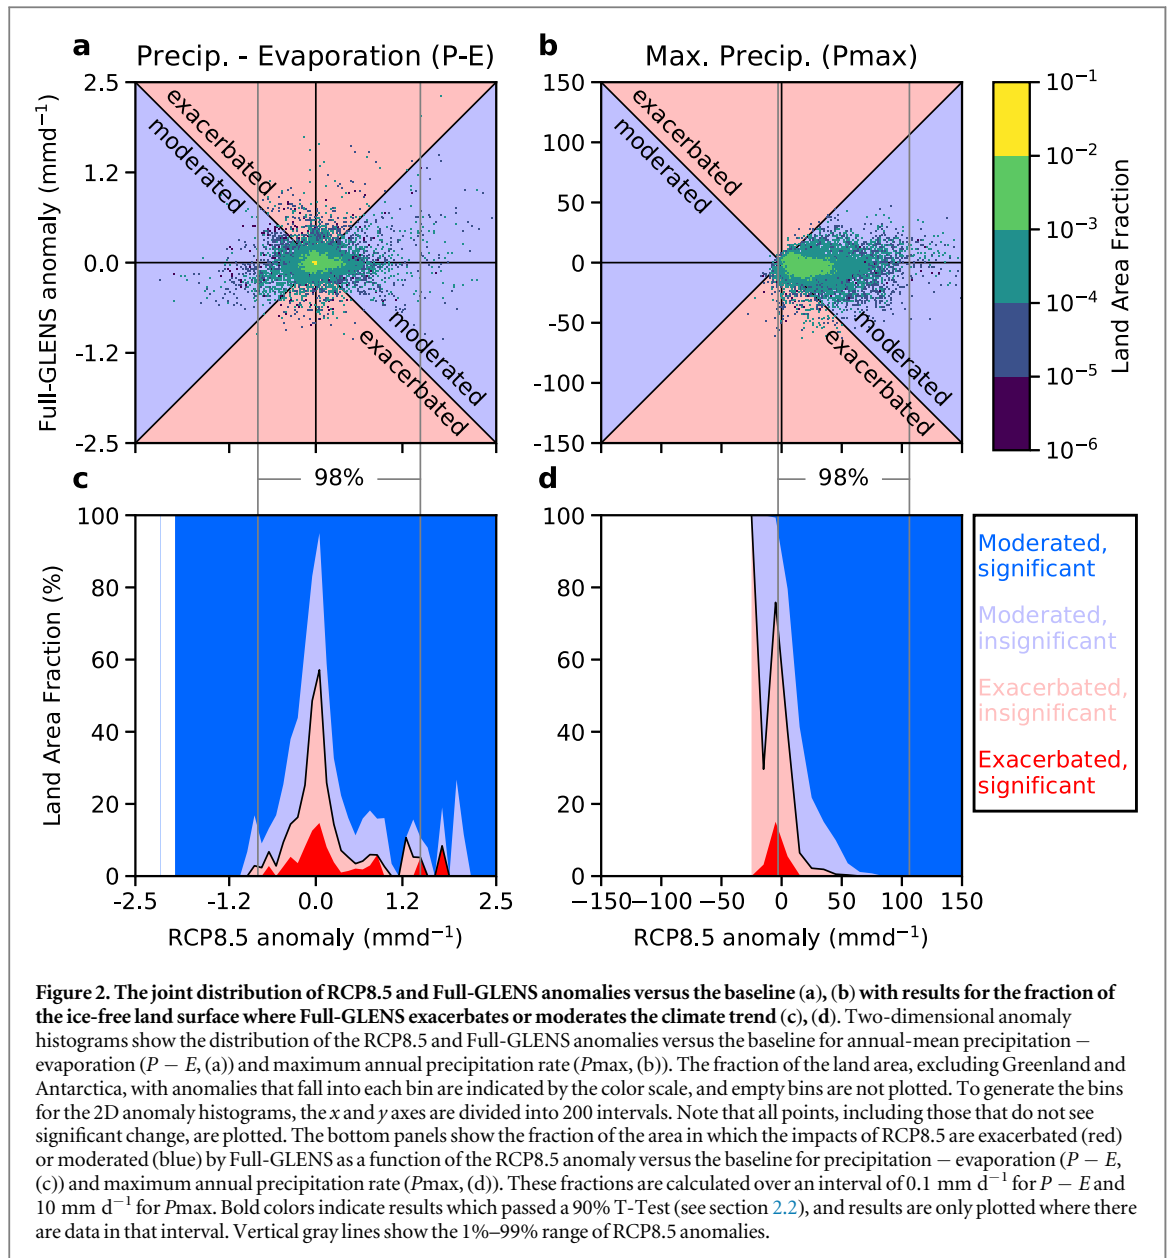 a Precip. - Evaporation (P-E)
b Max. Precip. (Pmax)
Full-GLENS anomaly (mmd−1)
2.5
1.2
0.0
-1.2
-2.5
exacerbated
moderated
moderated
exacerbated
150
100
50
0
-50
-100
-150
exacerbated
moderated
moderated
exacerbated
10−1
10−2
10−3
10−4
10−5
10−6
Land Area Fraction
c
98%
d
98%
Land Area Fraction (%)
100
80
60
40
20
0
-2.5 -1.2 0.0 1.2 2.5
RCP8.5 anomaly (mmd−1)
100
80
60
40
20
0
−150−100 −50 0 50 100 150
RCP8.5 anomaly (mmd−1)
Moderated,
significant
Moderated,
insignificant
Exacerbated,
insignificant
Exacerbated,
significant
Figure 2. The joint distribution of RCP8.5 and Full-GLENS anomalies versus the baseline (a), (b) with results for the fraction of
the ice-free land surface where Full-GLENS exacerbates or moderates the climate trend (c), (d). Two-dimensional anomaly
histograms show the distribution of the RCP8.5 and Full-GLENS anomalies versus the baseline for annual-mean precipitation −
evaporation (P − E, (a)) and maximum annual precipitation rate (Pmax, (b)). The fraction of the land area, excluding Greenland and
Antarctica, with anomalies that fall into each bin are indicated by the color scale, and empty bins are not plotted. To generate the bins
for the 2D anomaly histograms, the x and y axes are divided into 200 intervals. Note that all points, including those that do not see
significant change, are plotted. The bottom panels show the fraction of the area in which the impacts of RCP8.5 are exacerbated (red)
or moderated (blue) by Full-GLENS as a function of the RCP8.5 anomaly versus the baseline for precipitation − evaporation (P − E,
(c)) and maximum annual precipitation rate (Pmax, (d)). These fractions are calculated over an interval of 0.1 mm d−1 for P − E and
10 mm d−1 for Pmax. Bold colors indicate results which passed a 90% T-Test (see section 2.2), and results are only plotted where there
are data in that interval. Vertical gray lines show the 1%–99% range of RCP8.5 anomalies.